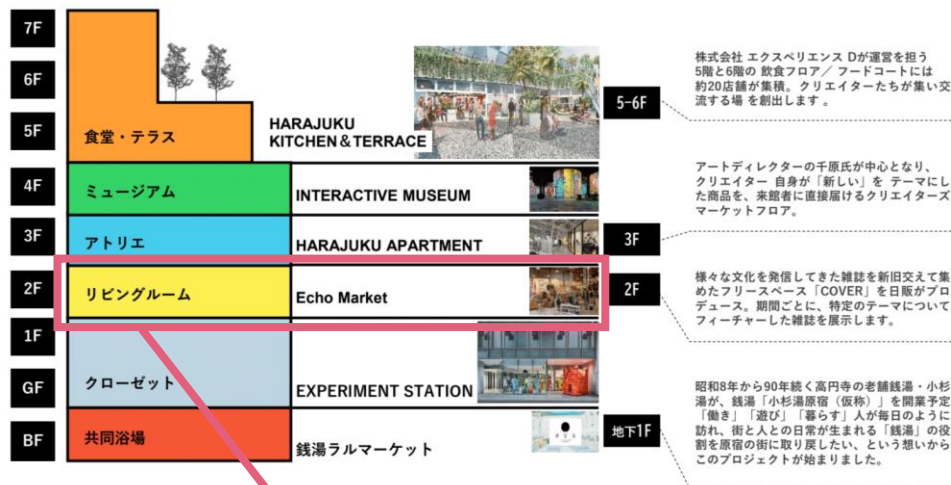 7F
6F
5F
食堂・テラス
HARAJUKU
KITCHEN＆TERRACE
4F
ミュージアム
INTERACTIVE MUSEUM
3F
アトリエ
HARAJUKU APARTMENT
2F
リビングルーム
Echo Market
1F
GF
クローゼット
EXPERIMENT STATION
BF
共同浴場
銭湯ラルマーケット
5-6F
株式会社 エクスペリエンス Dが運営を担う
5階と6階の 飲食フロア／ フードコートには
約20店舗が集積。クリエイターたちが集い交
流する場 を創出します 。
3F
アートディレクターの千原氏が中心となり、
クリエイター 自身が「新しい」を テーマにし
た商品を、来館者に直接届けるクリエイターズ
マーケットフロア。
2F
様々な文化を発信してきた雑誌を新旧交えて集
めたフリースペース「COVER」を日販がプロ
デュース。期間ごとに、特定のテーマについて
フィーチャーした雑誌を展示します。
地下1F
昭和8年から90年続く高円寺の老舗銭湯・小杉
湯が、銭湯「小杉湯原宿（仮称）」を開業予定
「働き」「遊び」「暮らす」人が毎日のように
訪れ、街と人との日常が生まれる「銭湯」の役
割を原宿の街に取り戻したい、という想いから
このプロジェクトが始まりました。